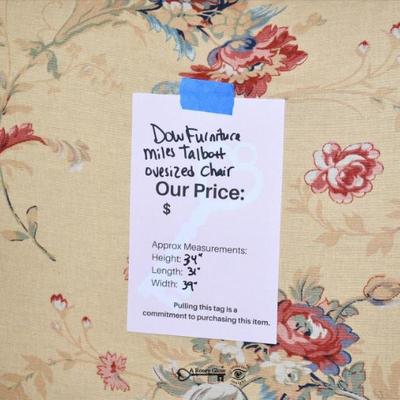 Dow Furniture
Miles Talbott
ovesized Chair
Our Price:
$
Approx Measurements:
Height: 34"
Length: 31"
Width: 39"
Pulling this tag is a
commitment to purchasing this item.